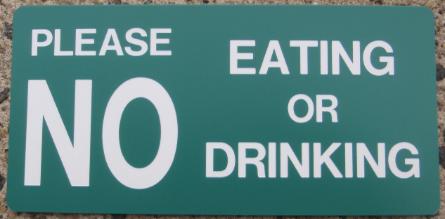 PLEASE
NO
EATING
OR
DRINKING